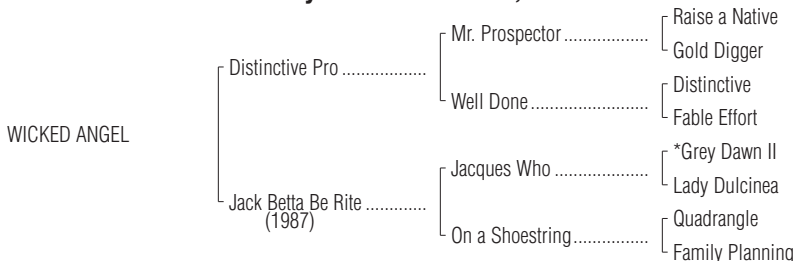 Raise a Native
Mr. Prospector..................
Gold Digger
Distinctive Pro ..................
Distinctive
Well Done.........................
Fable Effort
WICKED ANGEL
*Grey Dawn II
Jacques Who ....................
Lady Dulcinea
Jack Betta Be Rite .............
(1987)
Quadrangle
On a Shoestring................
Family Planning